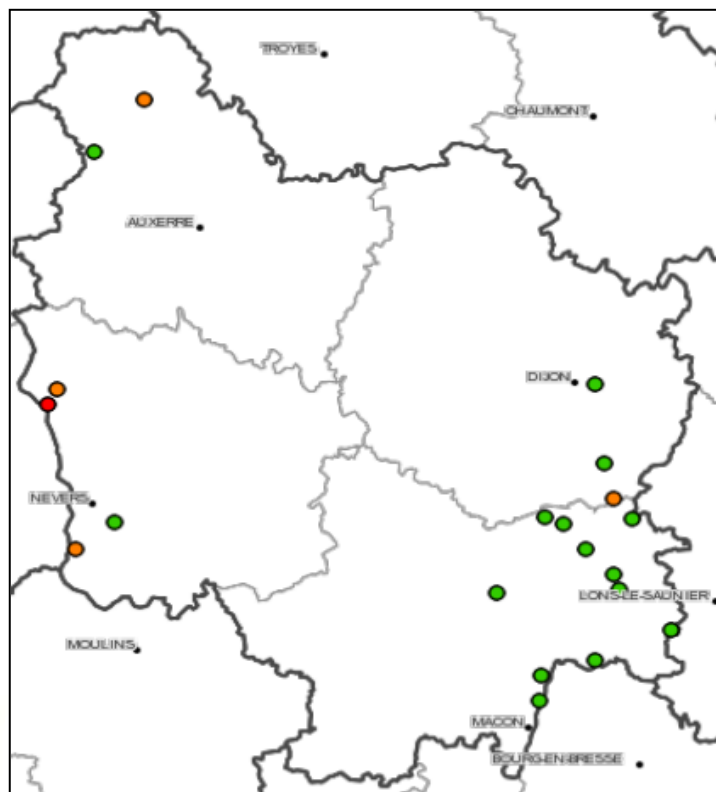 TROYES
CHAUMONT
AUXERRE
DIJON
NEVERS
LONS-LE-SAUNIER
MOULINS
MACON
BOURG-EN-BRESSE